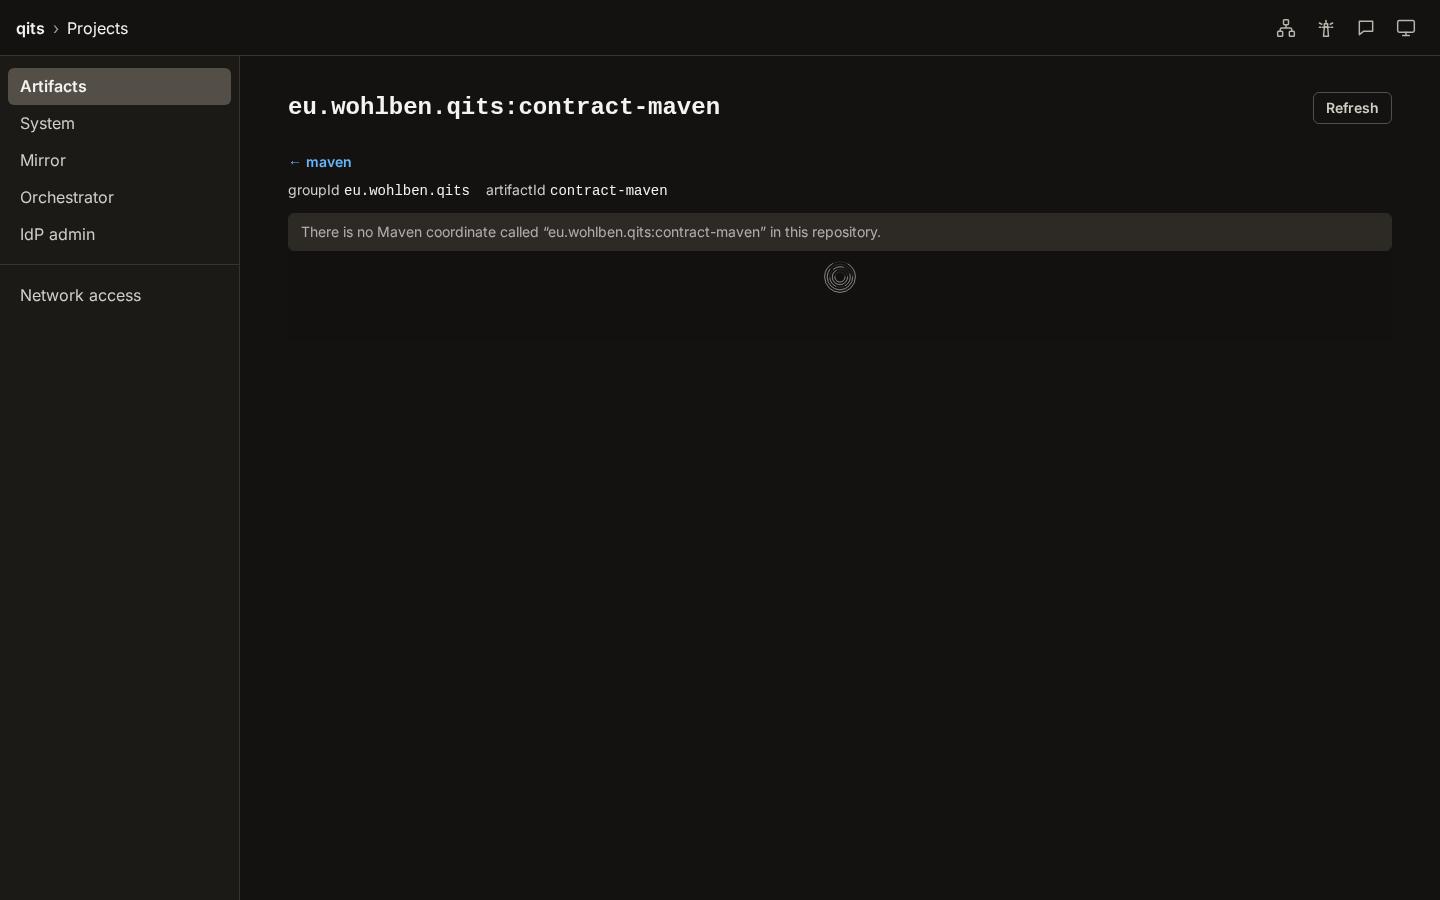 qits › Projects
Artifacts
System
Mirror
Orchestrator
IdP admin
Network access
eu.wohlben.qits:contract-maven
Refresh
← maven
groupId eu.wohlben.qits artifactId contract-maven
There is no Maven coordinate called “eu.wohlben.qits:contract-maven” in this repository.